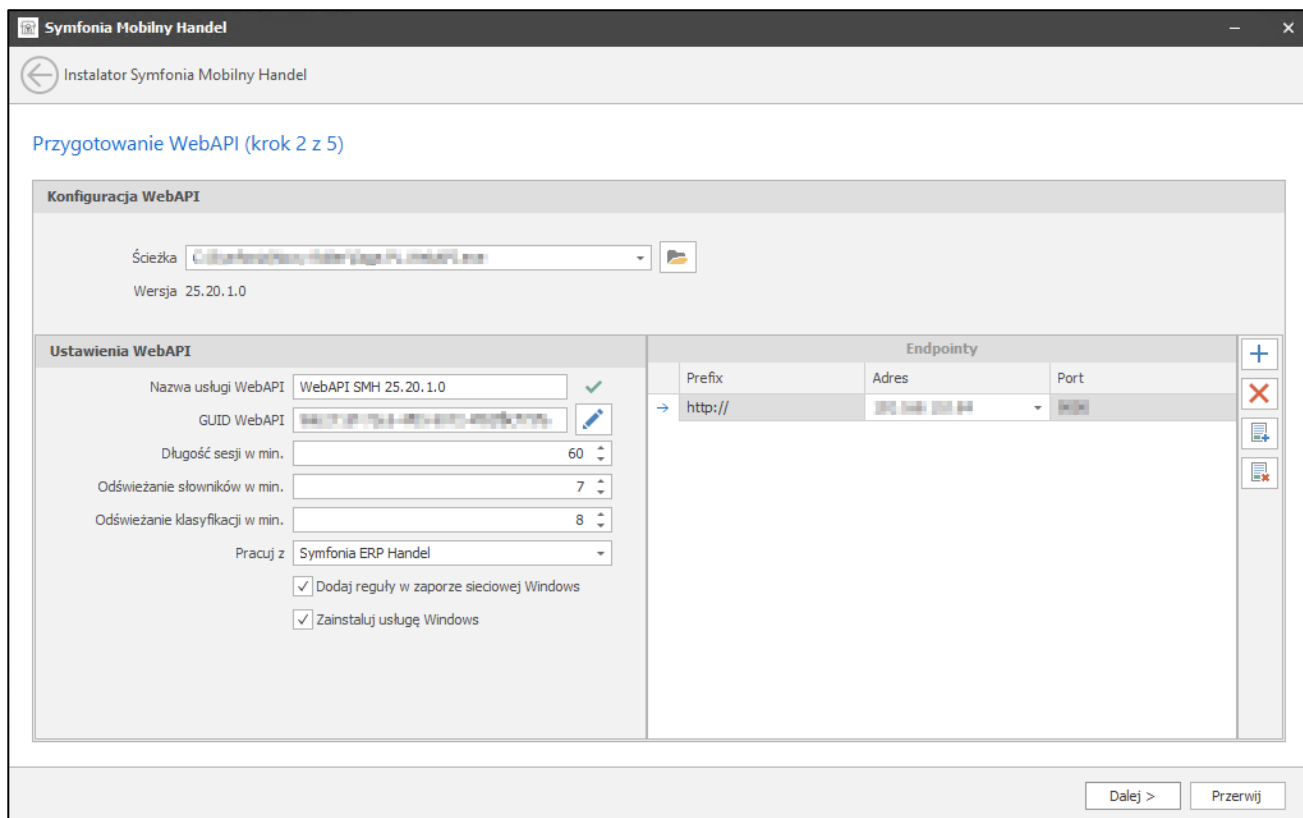 Symfonia Mobilny Handel
Instalator Symfonia Mobilny Handel
Przygotowanie WebAPI (krok 2 z 5)
Konfiguracja WebAPI
Ścieżka
Wersja 25.20.1.0
Ustawienia WebAPI
Nazwa usługi WebAPI WebAPI SMH 25.20.1.0
GUID WebAPI
Długość sesji w min. 60
Odświeżanie słowników w min. 7
Odświeżanie klasyfikacji w min. 8
Pracuj z Symfonia ERP Handel
Dodaj reguły w zaporze sieciowej Windows
Zainstaluj usługę Windows
Endpointy
Prefix Adres Port
http://
Dalej > Przerwij